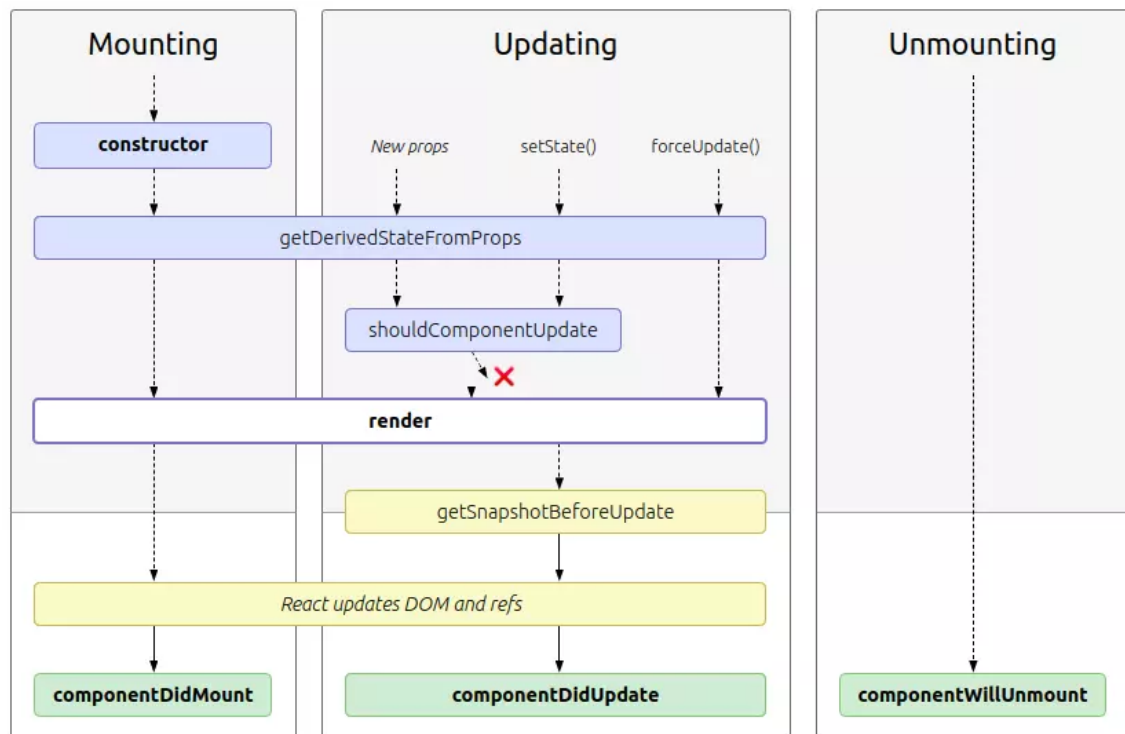 Mounting
Updating
Unmounting
constructor
New props
setState()
forceUpdate()
getDerivedStateFromProps
shouldComponentUpdate
render
getSnapshotBeforeUpdate
React updates DOM and refs
componentDidMount
componentDidUpdate
componentWillUnmount